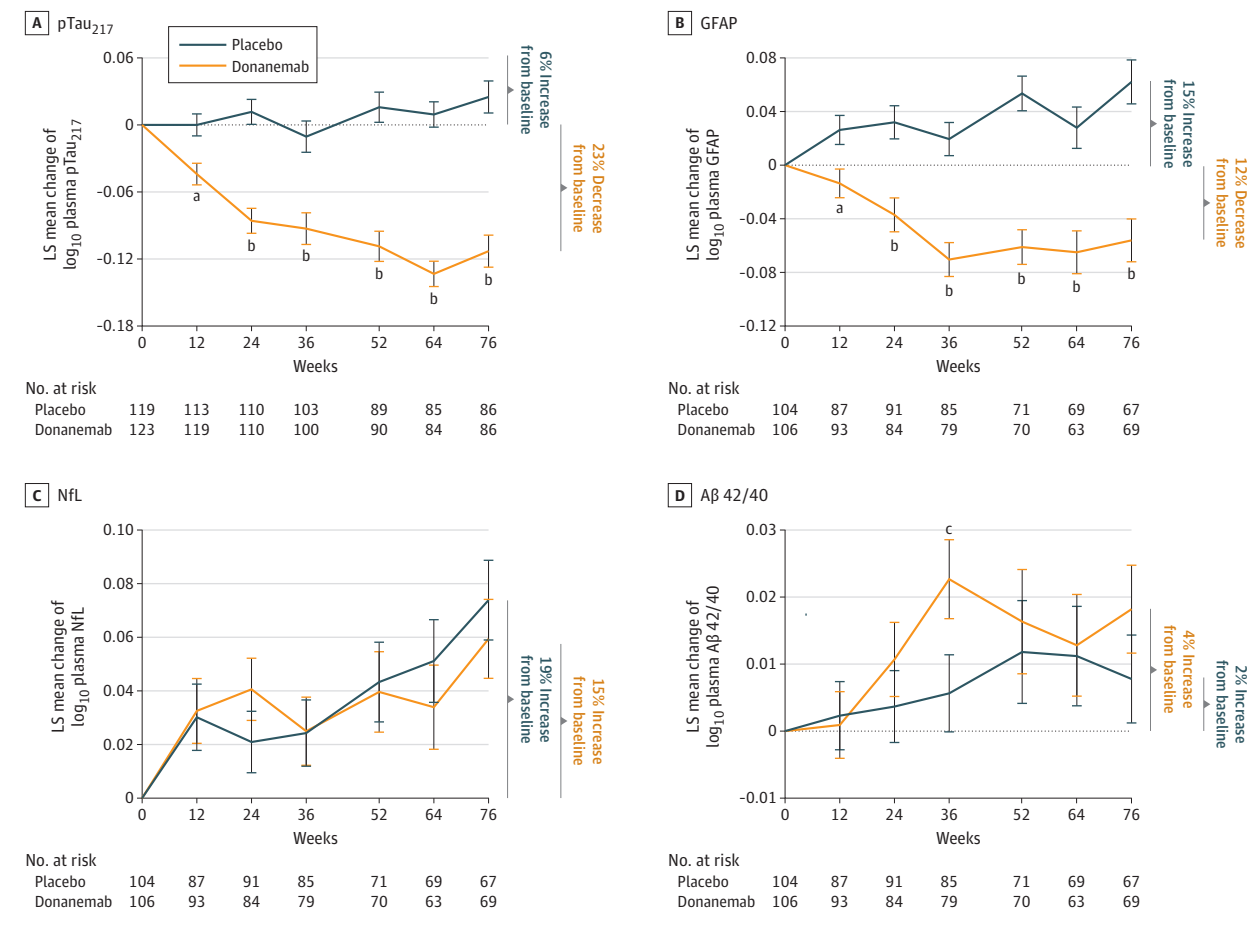 A pTau217
Placebo
Donanemab
0.06
0
-0.06
-0.12
-0.18
LS mean change of
log10 plasma pTau217
a
b
b
b
b
b
6% Increase
from baseline
23% Decrease
from baseline
0 12 24 36 52 64 76
Weeks
No. at risk
Placebo 119 113 110 103 89 85 86
Donanemab 123 119 110 100 90 84 86
B GFAP
0.08
0.04
0
-0.04
-0.08
-0.12
LS mean change of
log10 plasma GFAP
a
b
b
b
b
b
15% Increase
from baseline
12% Decrease
from baseline
0 12 24 36 52 64 76
Weeks
No. at risk
Placebo 104 87 91 85 71 69 67
Donanemab 106 93 84 79 70 63 69
C NfL
0.10
0.08
0.06
0.04
0.02
0
LS mean change of
log10 plasma NfL
19% Increase
from baseline
15% Increase
from baseline
0 12 24 36 52 64 76
Weeks
No. at risk
Placebo 104 87 91 85 71 69 67
Donanemab 106 93 84 79 70 63 69
D Aβ 42/40
0.03
0.02
0.01
0
-0.01
LS mean change of
log10 plasma Aβ 42/40
c
4% Increase
from baseline
2% Increase
from baseline
0 12 24 36 52 64 76
Weeks
No. at risk
Placebo 104 87 91 85 71 69 67
Donanemab 106 93 84 79 70 63 69